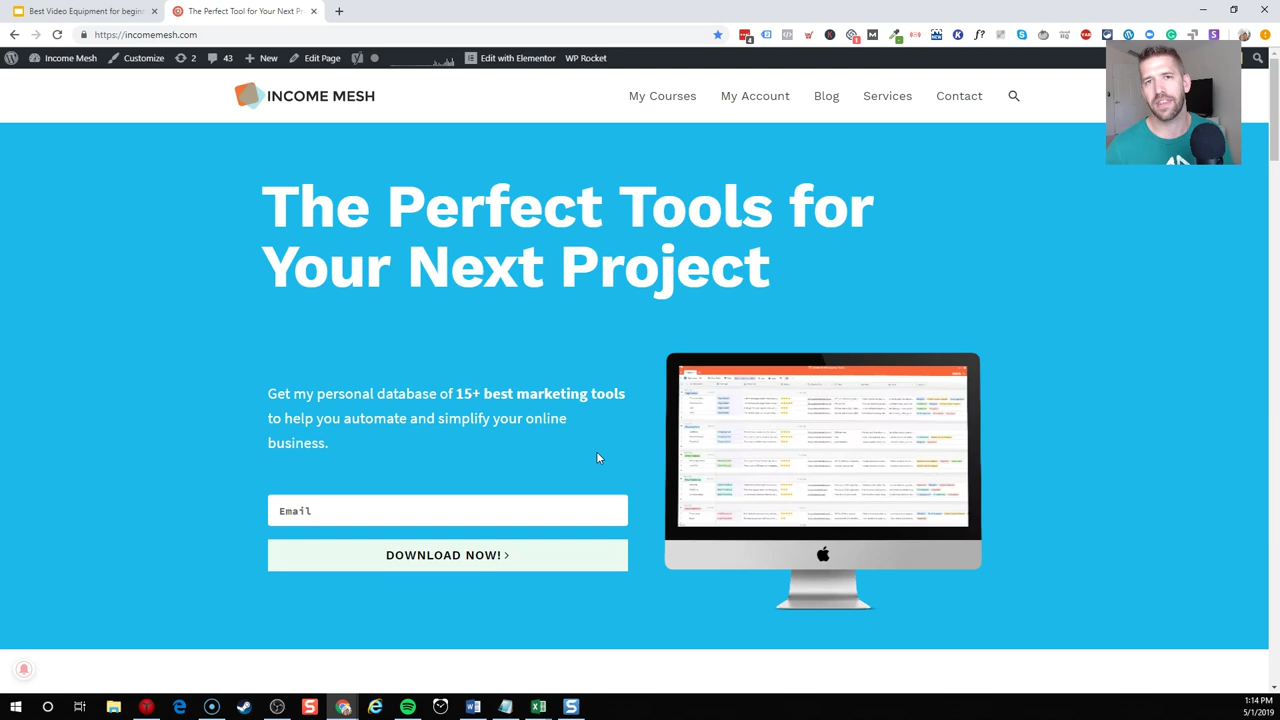 Best Video Equipment for beginn
The Perfect Tool for Your Next Pr
https://incomemesh.com
Income Mesh
Customize
2
43
New
Edit Page
Edit with Elementor
WP Rocket
INCOME MESH
My Courses
My Account
Blog
Services
Contact
The Perfect Tools for
Your Next Project
Get my personal database of 15+ best marketing tools
to help you automate and simplify your online
business.
Email
DOWNLOAD NOW!
1:14 PM
5/1/2019